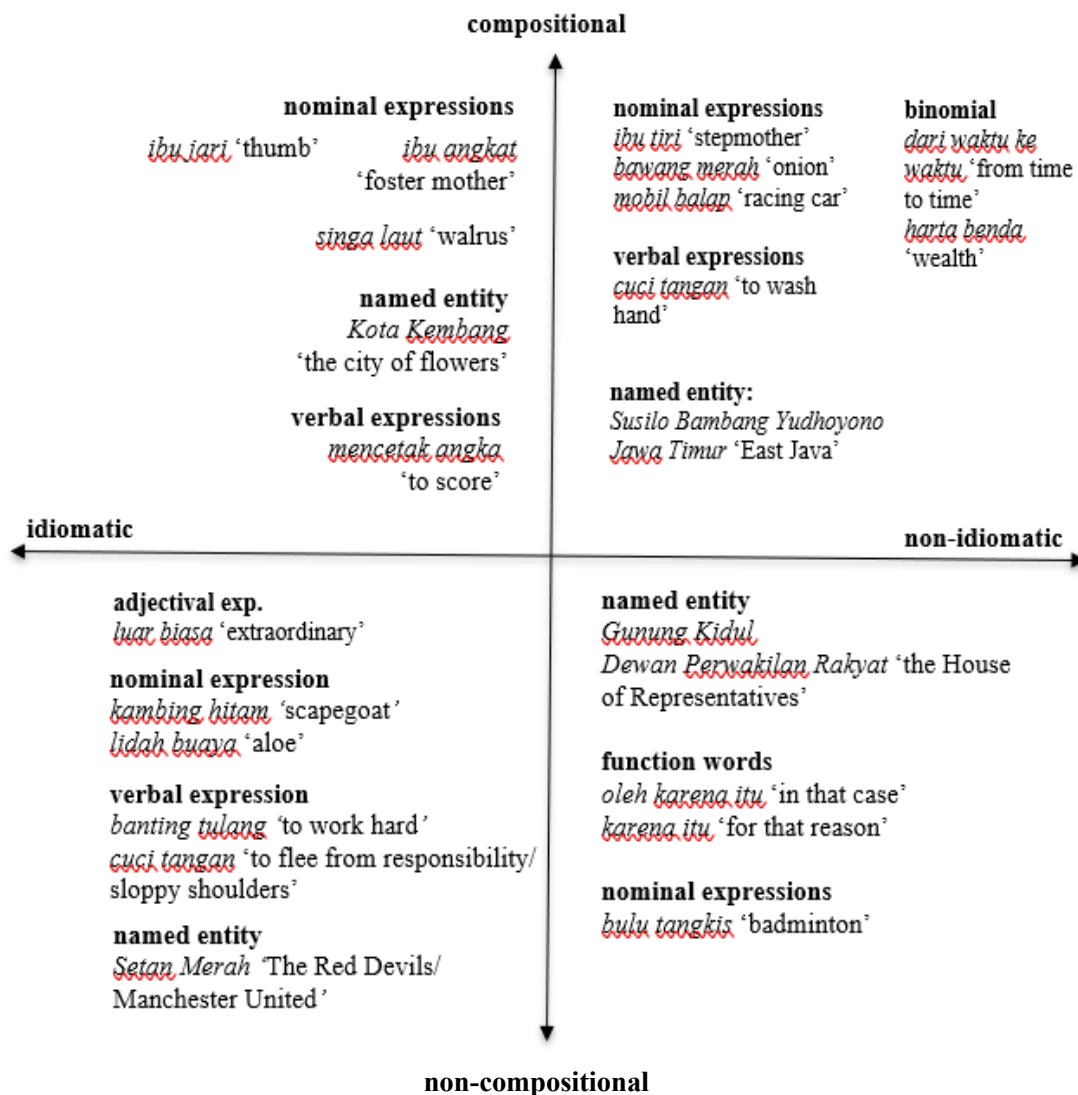 compositional
nominal expressions
ibu jari ‘thumb’ ibu angkat
‘foster mother’
singa laut ‘walrus’
named entity
Kota Kembang
‘the city of flowers’
verbal expressions
mencetak angka
‘to score’
nominal expressions
ibu tiri ‘stepmother’
bawang merah ‘onion’
mobil balap ‘racing car’
verbal expressions
cuci tangan ‘to wash
hand’
named entity:
Susilo Bambang Yudhoyono
Jawa Timur ‘East Java’
binomial
dari waktu ke
waktu ‘from time
to time’
harta benda
‘wealth’
idiomatic
non-idiomatic
adjectival exp.
luar biasa ‘extraordinary’
nominal expression
kambing hitam ‘scapegoat’
lidah buaya ‘aloe’
verbal expression
banting tulang ‘to work hard’
cuci tangan ‘to flee from responsibility/
sloppy shoulders’
named entity
Setan Merah ‘The Red Devils/
Manchester United’
named entity
Gunung Kidul
Dewan Perwakilan Rakyat ‘the House
of Representatives’
function words
oleh karena itu ‘in that case’
karena itu ‘for that reason’
nominal expressions
bulu tangkis ‘badminton’
non-compositional